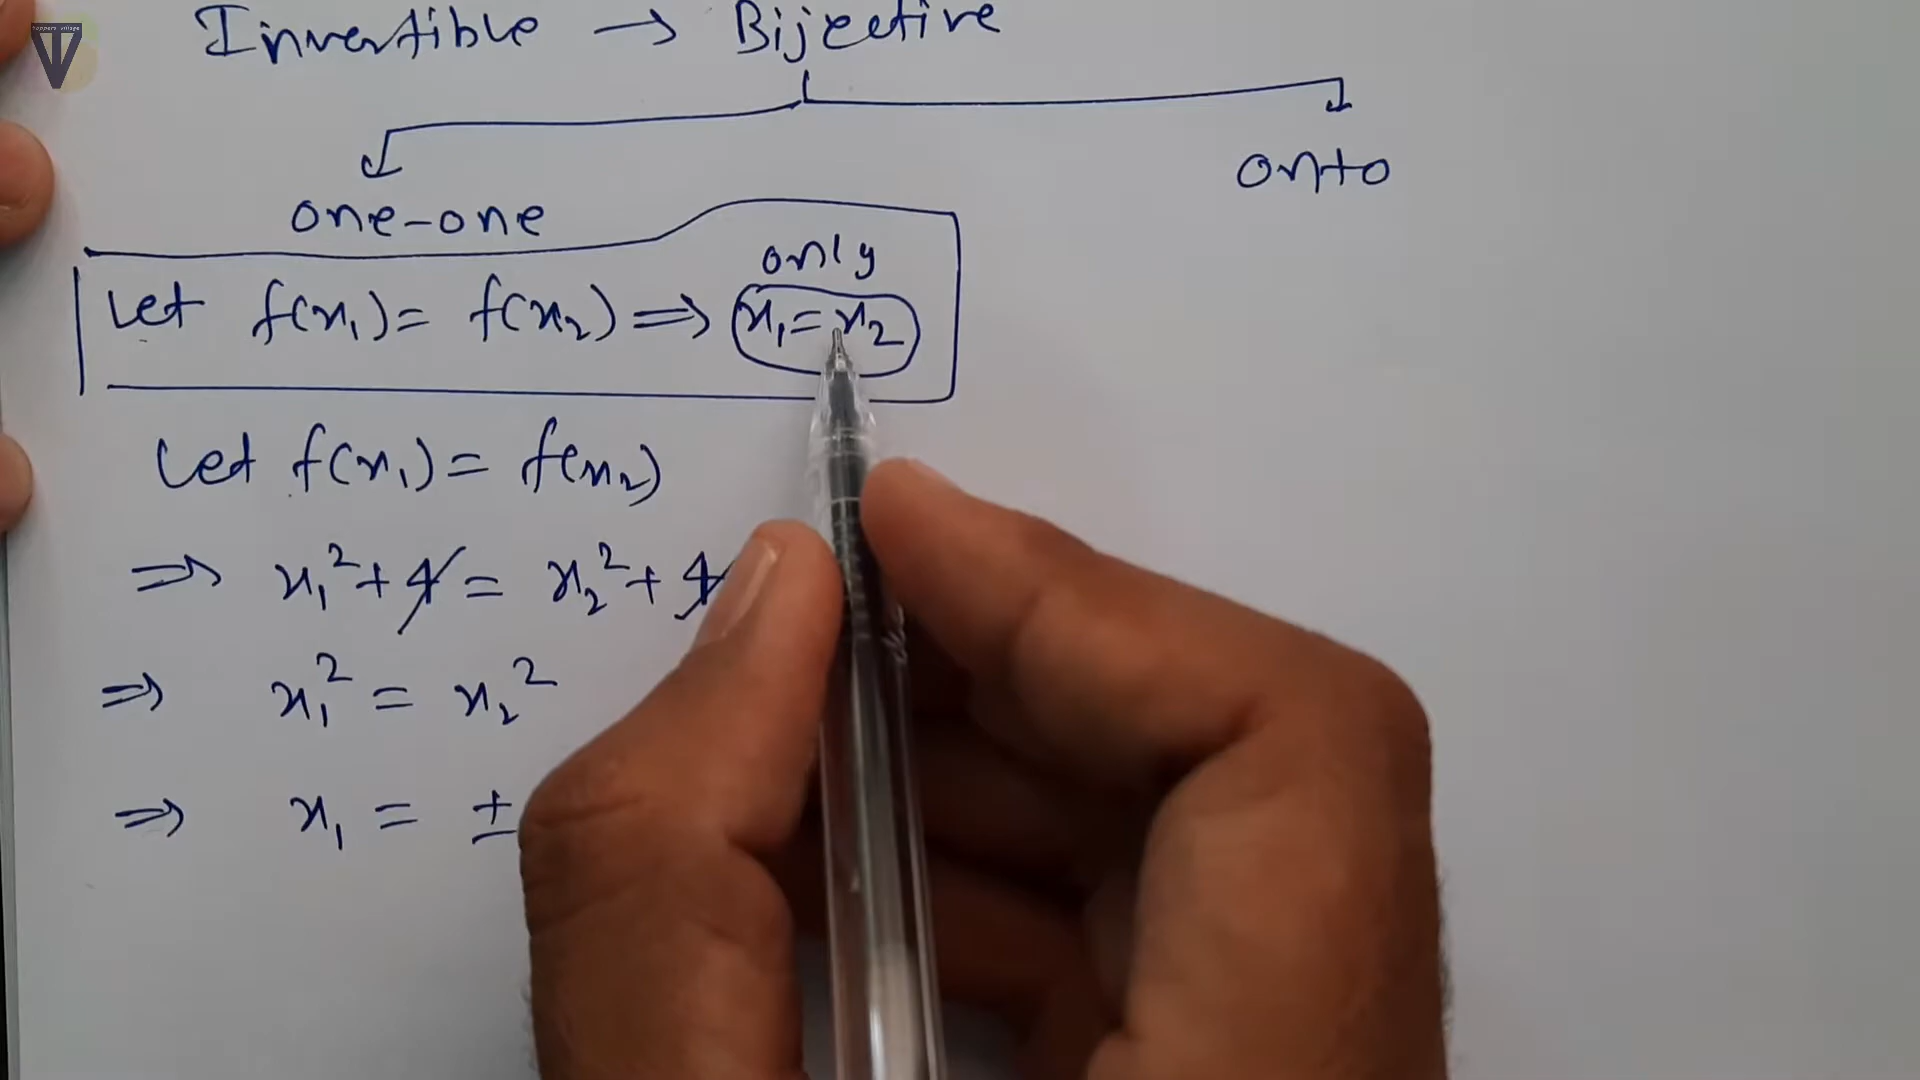 Invertible → Bijective
one-one
onto
only
Let f(x₁) = f(x₂) ⇒ x₁ = x₂
Let f(x₁) = f(x₂)
⇒ x₁² + 4 = x₂² + 4
⇒ x₁² = x₂²
⇒ x₁ = ±